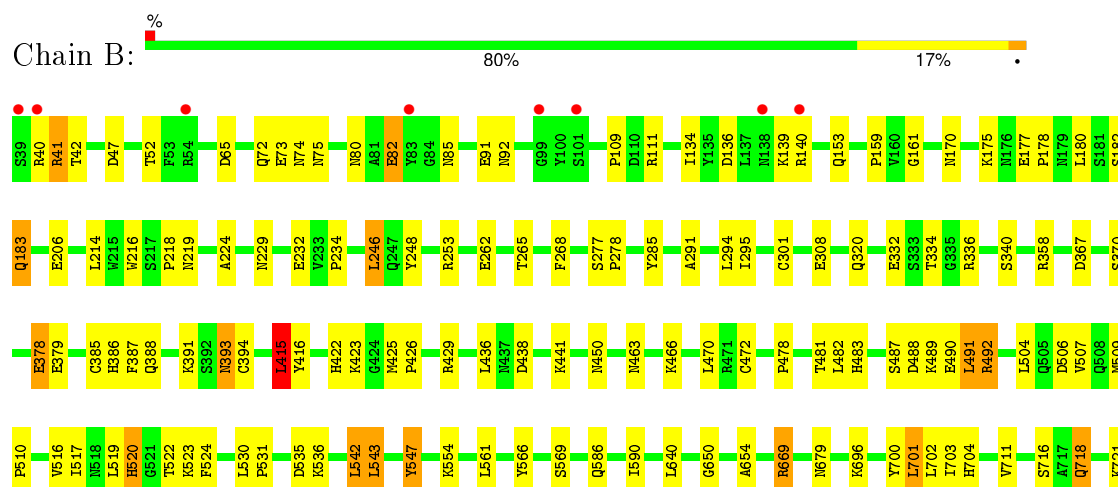 %
Chain B:
80% 17% •
S39 R40 R41 T42 D47 T52 F53 R54 D65 Q72 E73 N74 N75 N80 A81 E82 Y83 G84 N85 E91 N92 G99 Y100 S101 P109 D110 R111 I134 Y135 D136 L137 N138 K139 R140 Q153 P159 V160 G161 N170 K175 N176 E177 P178 N179 L180 S181 S182
Q183 E206 L214 W215 W216 S217 P218 N219 A224 N229 E232 V233 P234 L246 Q247 Y248 R253 E262 T265 F268 S277 P278 Y285 A291 L294 I295 C301 E308 Q320 E332 S333 T334 G335 R336 S340 R358 D367 S370
E378 E379 C385 H386 F387 Q388 K391 S392 N393 C394 L415 Y416 H422 K423 G424 M425 P426 R429 L436 N437 D438 K441 N450 N463 K466 L470 R471 C472 P478 T481 L482 H483 S487 D488 K489 E490 L491 R492 L504 Q505 D506 V507 Q508 M509
P510 V516 I517 N518 L519 H520 G521 T522 K523 F524 L530 P531 D535 K536 L542 L543 Y547 K554 L561 Y566 S569 Q586 I590 L640 G650 A654 R669 N679 K696 Y700 L701 L702 I703 H704 V711 S716 A717 Q718 K721